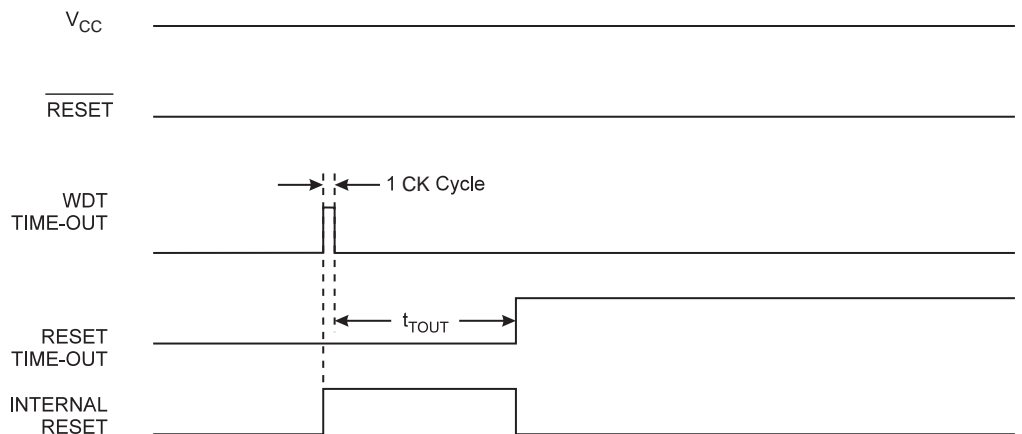 VCC
RESET
1 CK Cycle
WDT
TIME-OUT
tTOUT
RESET
TIME-OUT
INTERNAL
RESET